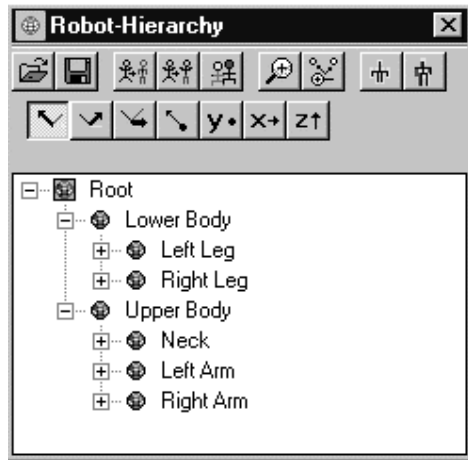 Robot-Hierarchy
y x z
Root
Lower Body
Left Leg
Right Leg
Upper Body
Neck
Left Arm
Right Arm